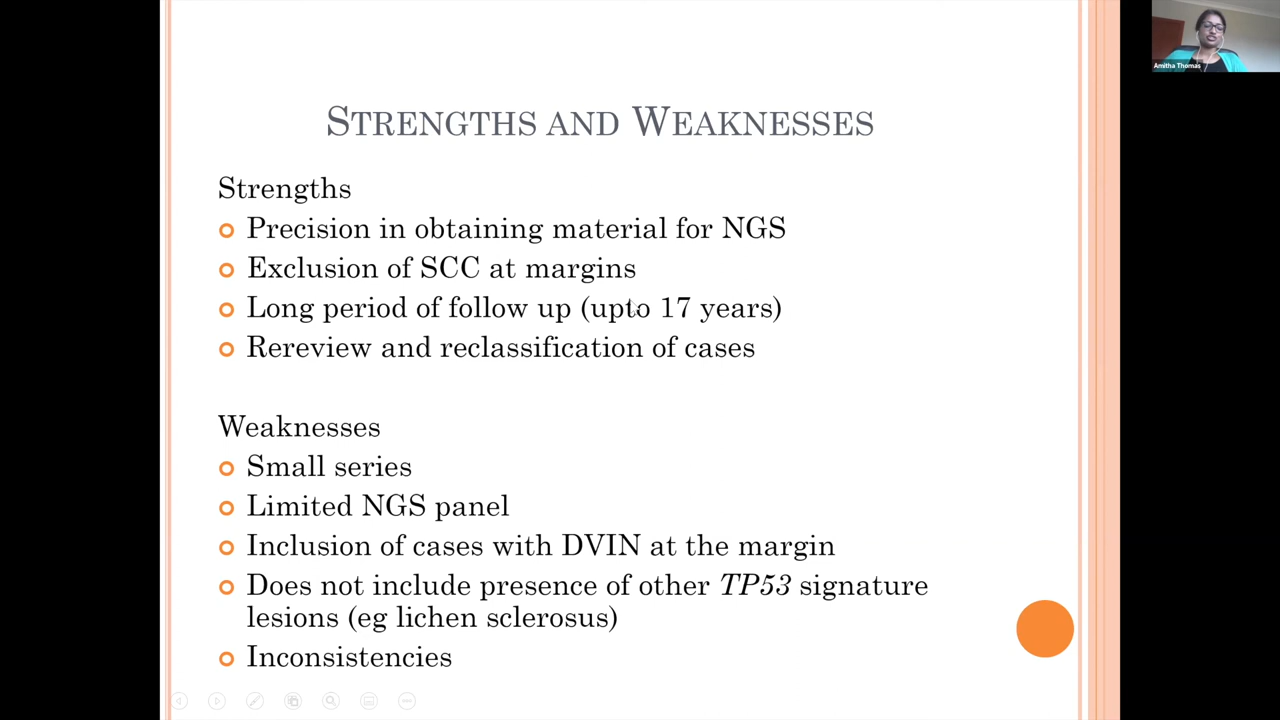 Amitha Thomas
STRENGTHS AND WEAKNESSES
Strengths
Precision in obtaining material for NGS
Exclusion of SCC at margins
Long period of follow up (upto 17 years)
Rereview and reclassification of cases
Weaknesses
Small series
Limited NGS panel
Inclusion of cases with DVIN at the margin
Does not include presence of other TP53 signature
lesions (eg lichen sclerosus)
Inconsistencies